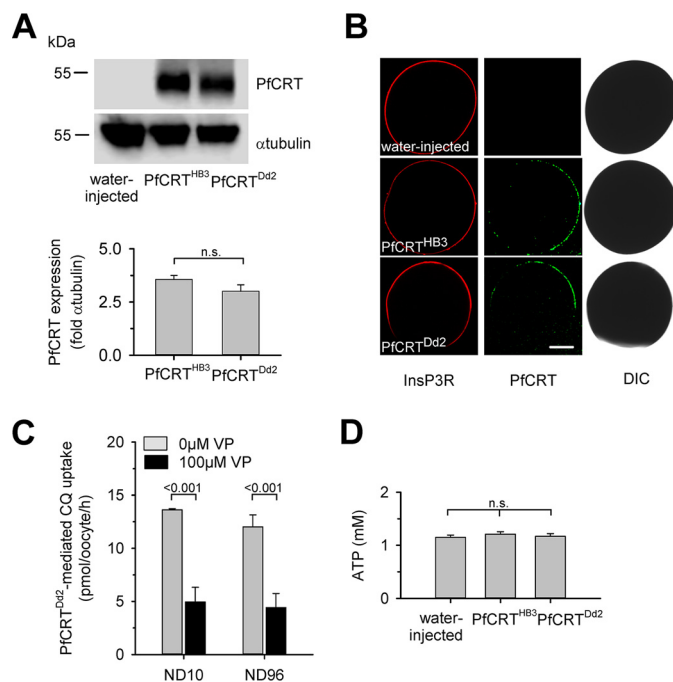 A
kDa
55
PfCRT
55
αtubulin
water-injected
PfCRT^HB3
PfCRT^Dd2
PfCRT expression
(fold αtubulin)
5.0
2.5
0.0
n.s.
PfCRT^HB3
PfCRT^Dd2
B
water-injected
PfCRT^HB3
PfCRT^Dd2
InsP3R
PfCRT
DIC
C
PfCRT^Dd2-mediated CQ uptake
(pmol/oocyte/h)
20
15
10
5
0
0µM VP
100µM VP
<0.001
<0.001
ND10
ND96
D
ATP (mM)
2
1
0
n.s.
water-
injected
PfCRT^HB3
PfCRT^Dd2